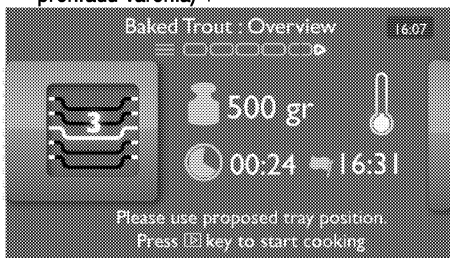 Baked Trout : Overview
16:07
3
500 gr
00:24
16:31
Please use proposed tray position.
Press key to start cooking